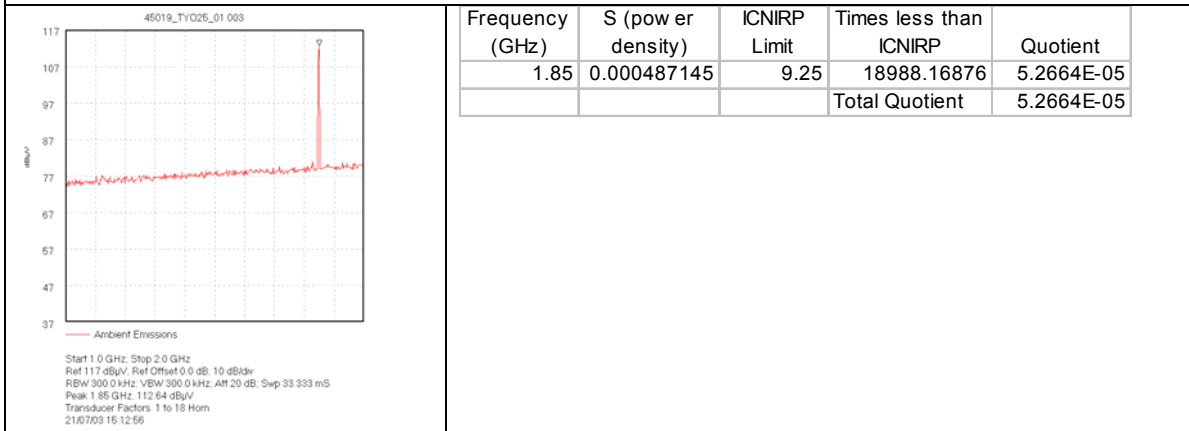 45019_TYO25_01 003
117
107
97
87
77
67
57
47
37
dBµV
Ambient Emissions
Start 1.0 GHz; Stop 2.0 GHz
Ref 117 dBµV; Ref Offset 0.0 dB; 10 dB/div
RBW 300.0 kHz; VBW 300.0 kHz; Att 20 dB; Swp 33.333 mS
Peak 1.85 GHz, 112.64 dBµV
Transducer Factors: 1 to 18 Horn
21/07/03 15:12:56
Frequency (GHz) S (pow er density) ICNIRP Limit Times less than ICNIRP Quotient
1.85 0.000487145 9.25 18988.16876 5.2664E-05
Total Quotient 5.2664E-05